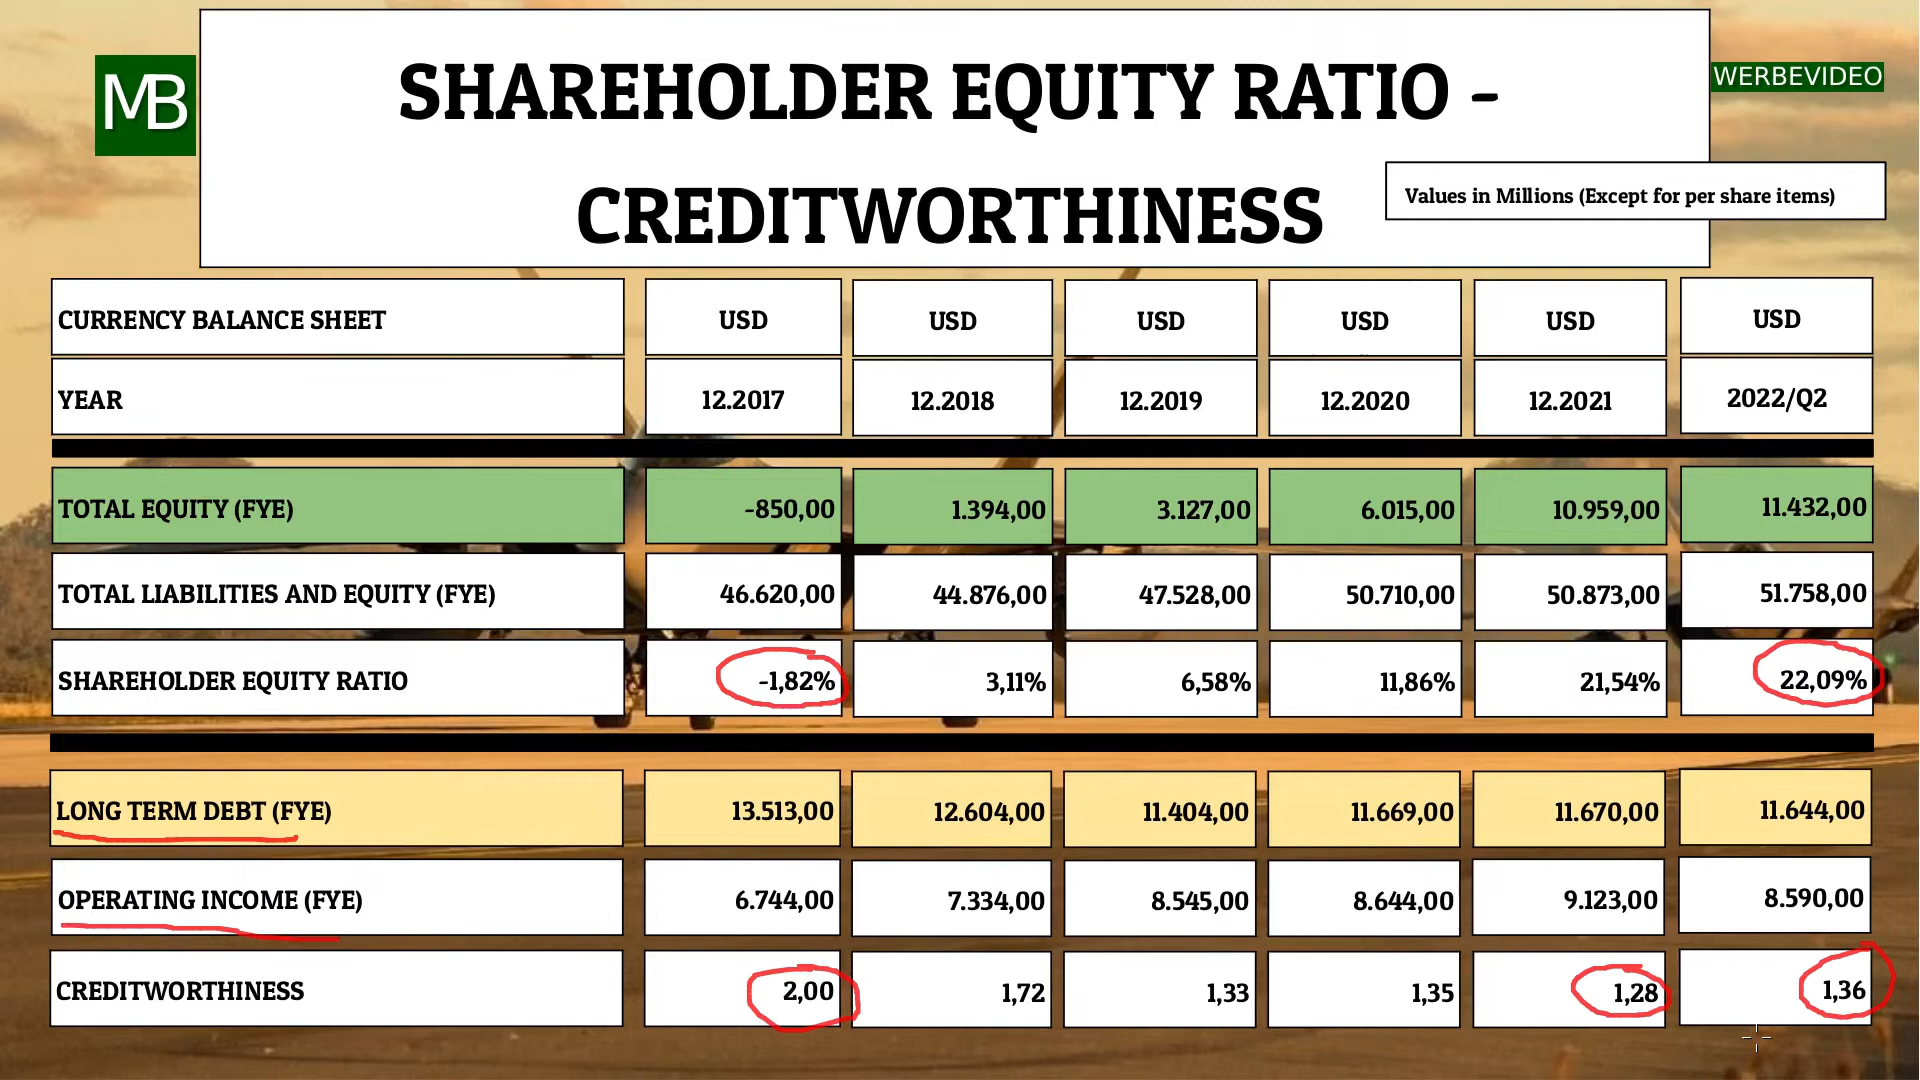 MB
SHAREHOLDER EQUITY RATIO -
CREDITWORTHINESS
WERBEVIDEO
Values in Millions (Except for per share items)
CURRENCY BALANCE SHEET USD USD USD USD USD USD
YEAR 12.2017 12.2018 12.2019 12.2020 12.2021 2022/Q2
TOTAL EQUITY (FYE) -850,00 1.394,00 3.127,00 6.015,00 10.959,00 11.432,00
TOTAL LIABILITIES AND EQUITY (FYE) 46.620,00 44.876,00 47.528,00 50.710,00 50.873,00 51.758,00
SHAREHOLDER EQUITY RATIO -1,82% 3,11% 6,58% 11,86% 21,54% 22,09%
LONG TERM DEBT (FYE) 13.513,00 12.604,00 11.404,00 11.669,00 11.670,00 11.644,00
OPERATING INCOME (FYE) 6.744,00 7.334,00 8.545,00 8.644,00 9.123,00 8.590,00
CREDITWORTHINESS 2,00 1,72 1,33 1,35 1,28 1,36